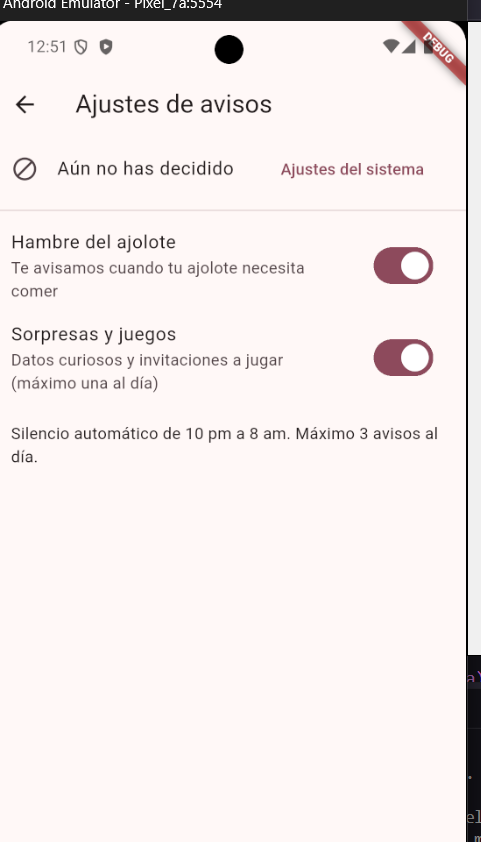 Android Emulator - Pixel_7a:5554
12:51
DEBUG
Ajustes de avisos
Aún no has decidido
Ajustes del sistema
Hambre del ajolote
Te avisamos cuando tu ajolote necesita
comer
Sorpresas y juegos
Datos curiosos y invitaciones a jugar
(máximo una al día)
Silencio automático de 10 pm a 8 am. Máximo 3 avisos al
día.